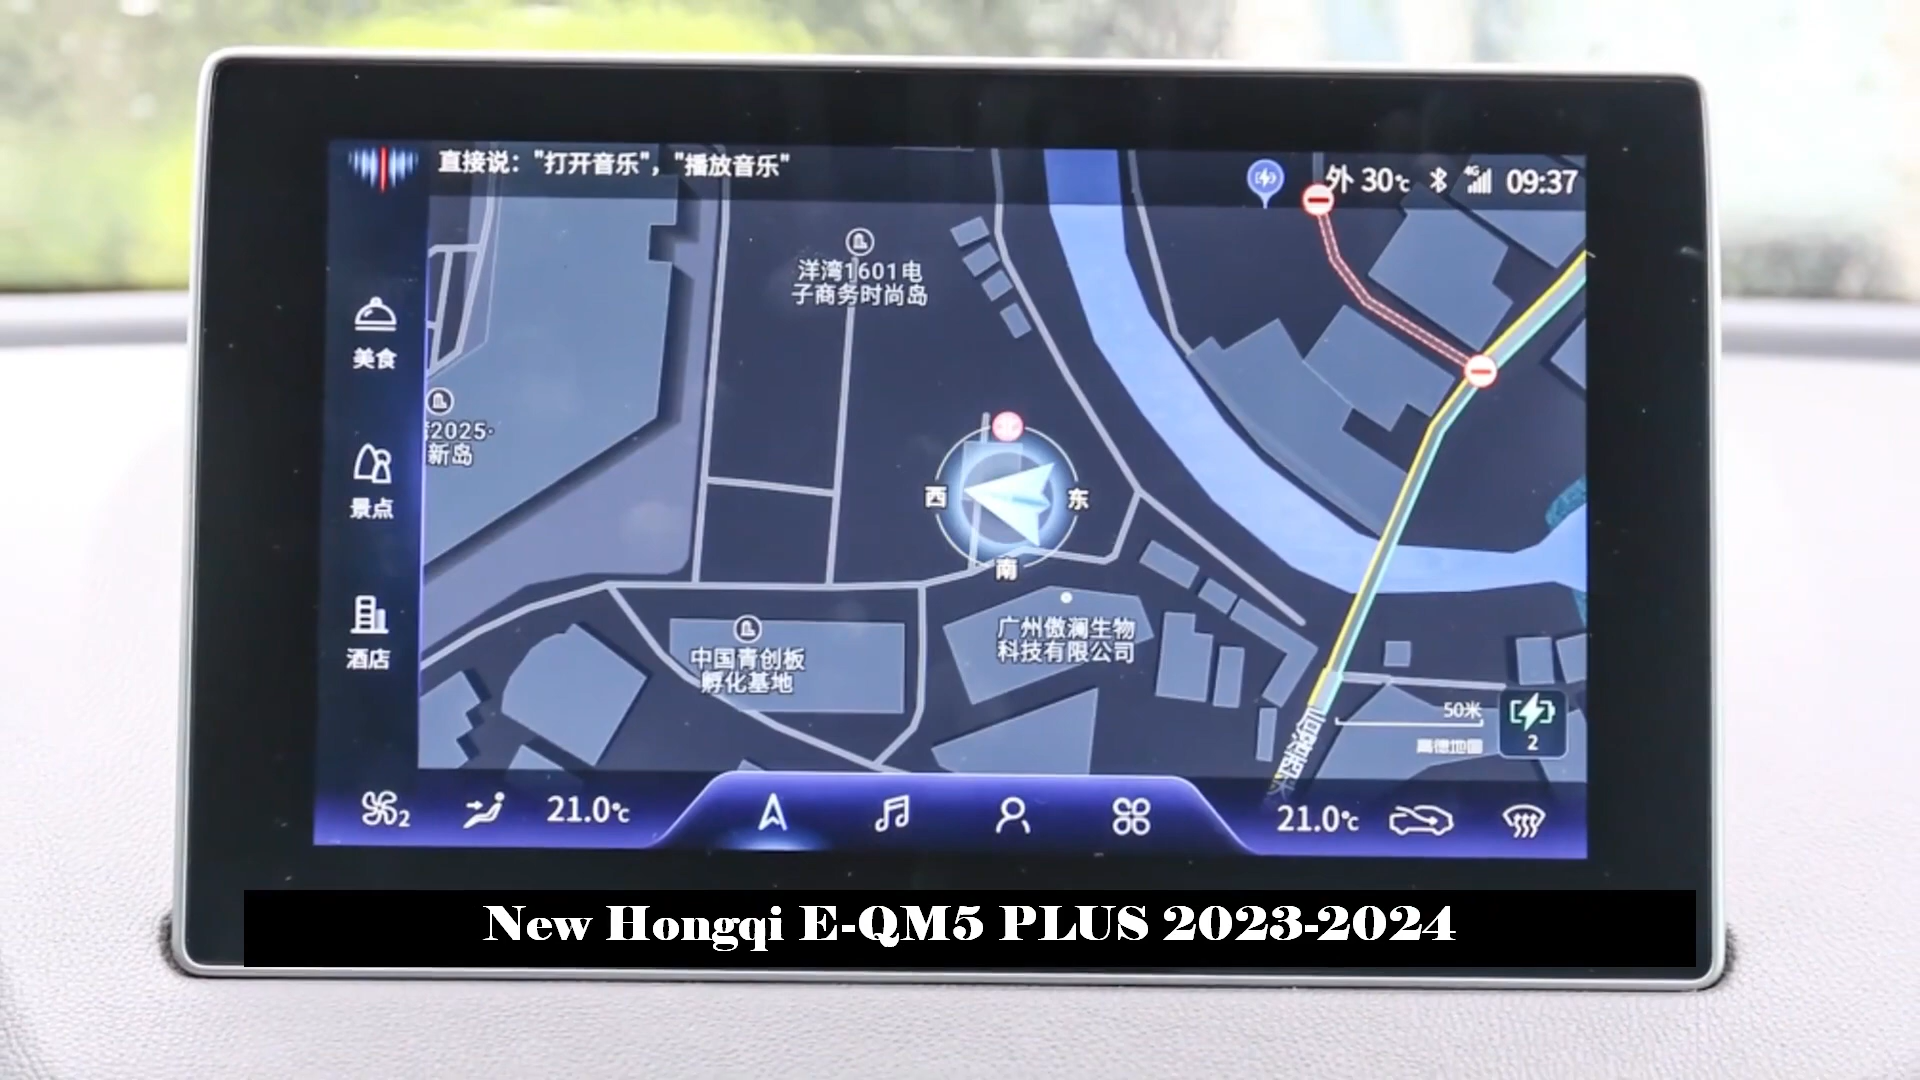 直接说："打开音乐"，"播放音乐"
外 30℃ 4G 09:37
洋湾1601电
子商务时尚岛
美食
2025·
新岛
西 东
南
景点
广州傲澜生物
科技有限公司
中国青创板
孵化基地
酒店
50米
高德地图
2
2 21.0℃ 21.0℃
New Hongqi E-QM5 PLUS 2023-2024